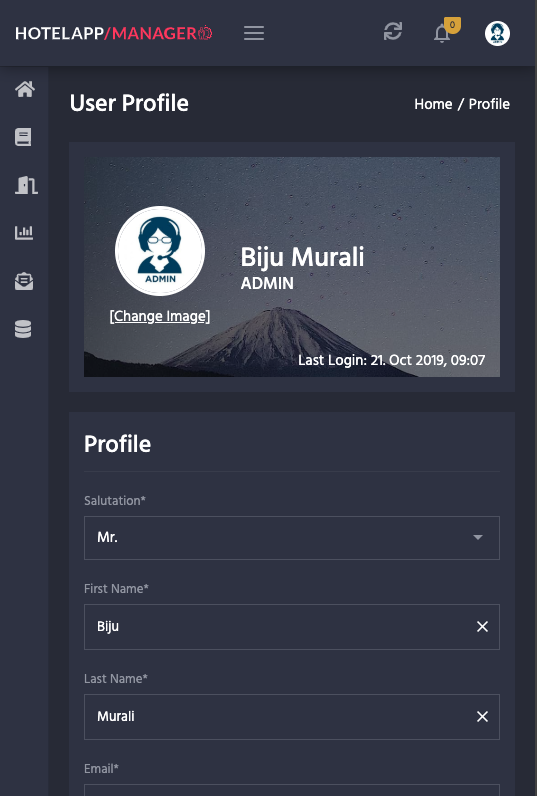 HOTELAPP/MANAGER
0
User Profile
Home / Profile
ADMIN
Biju Murali
ADMIN
[Change Image]
Last Login: 21. Oct 2019, 09:07
Profile
Salutation*
Mr.
First Name*
Biju
Last Name*
Murali
Email*